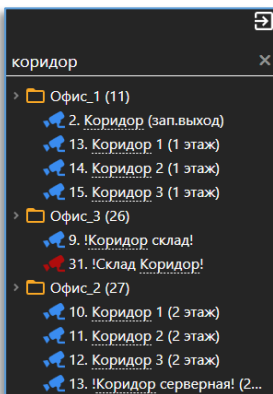 коридор
Офис_1 (11)
2. Коридор (зап.выход)
13. Коридор 1 (1 этаж)
14. Коридор 2 (1 этаж)
15. Коридор 3 (1 этаж)
Офис_3 (26)
9. !Коридор склад!
31. !Склад Коридор!
Офис_2 (27)
10. Коридор 1 (2 этаж)
11. Коридор 2 (2 этаж)
12. Коридор 3 (2 этаж)
13. !Коридор серверная! (2...